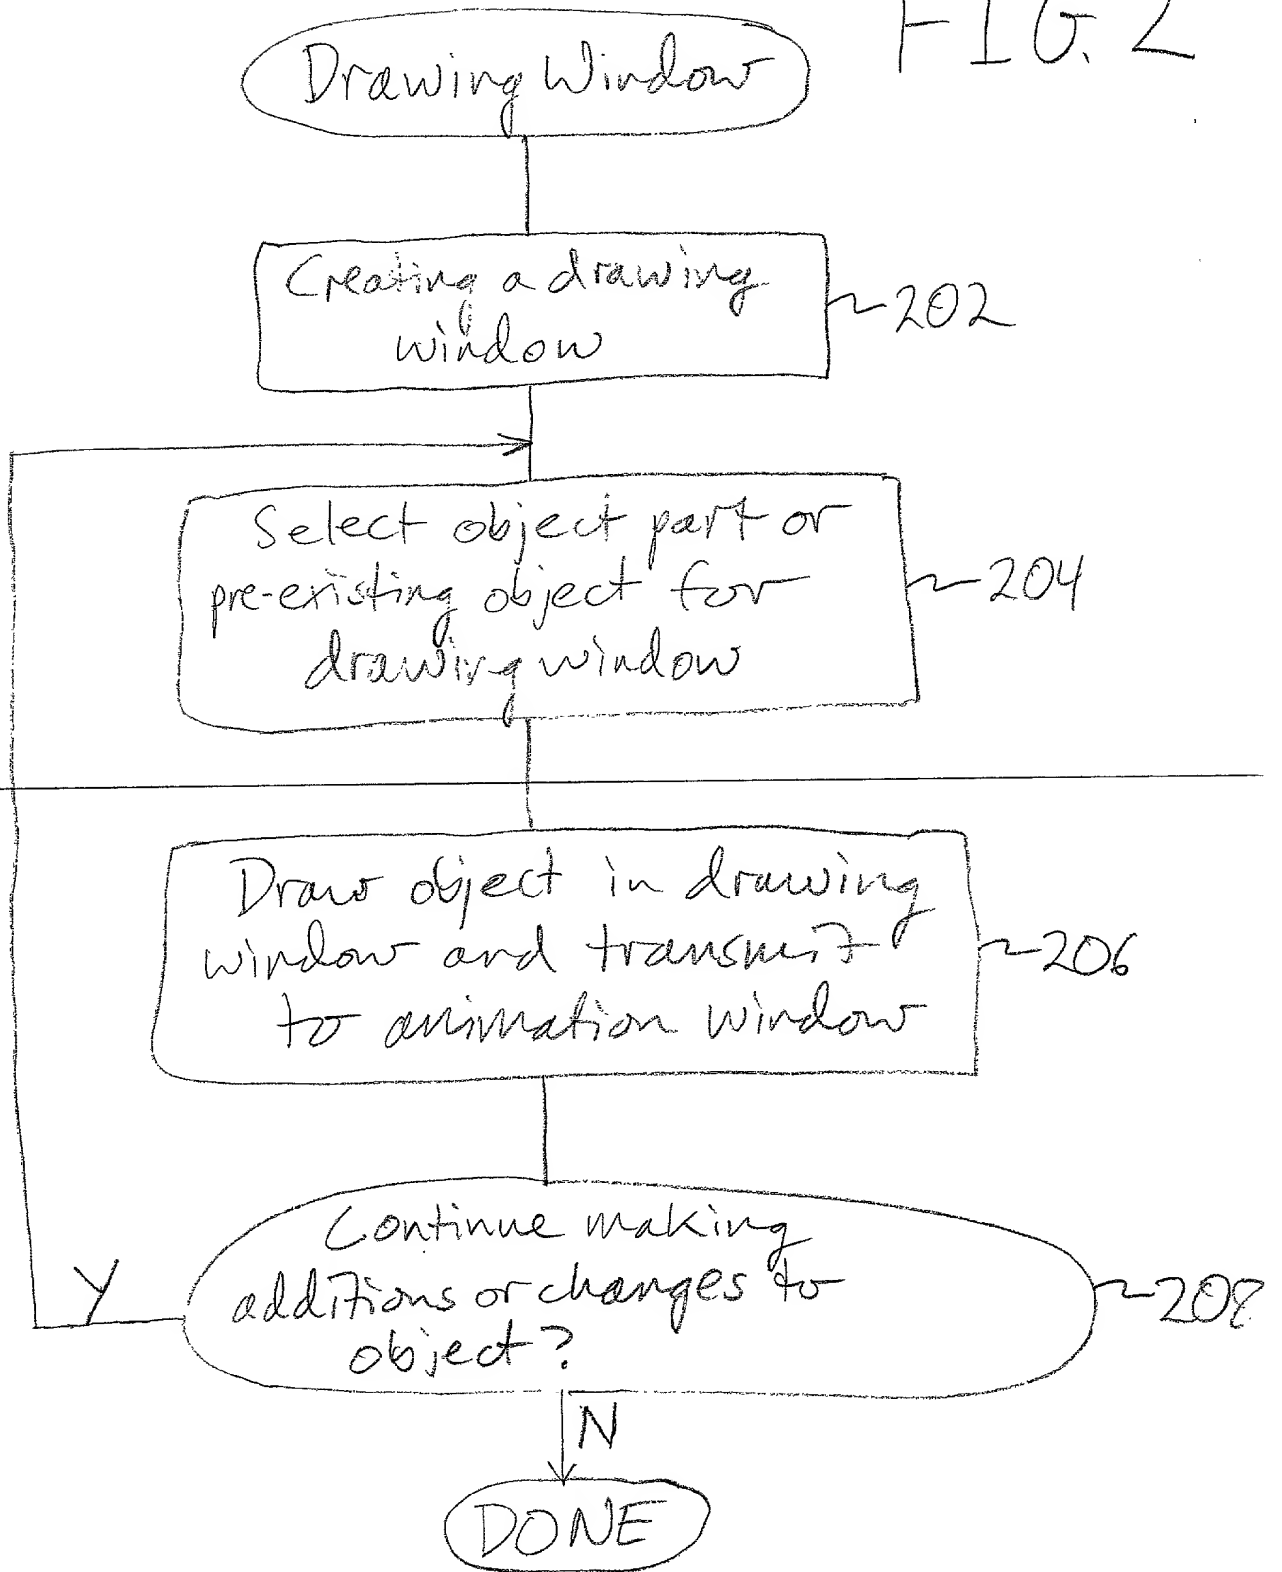 FIG. 2
Drawing Window
Creating a drawing
window
202
Select object part or
pre-existing object for
drawing window
204
Draw object in drawing
window and transmit
to animation window
206
Continue making
additions or changes to
object?
208
Y
N
DONE